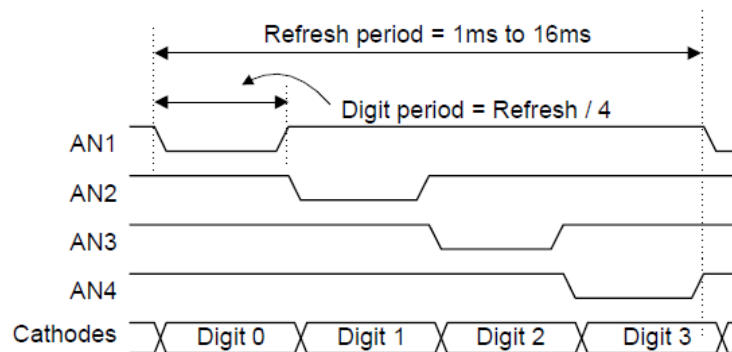 Refresh period = 1ms to 16ms
Digit period = Refresh / 4
AN1
AN2
AN3
AN4
Cathodes Digit 0 Digit 1 Digit 2 Digit 3